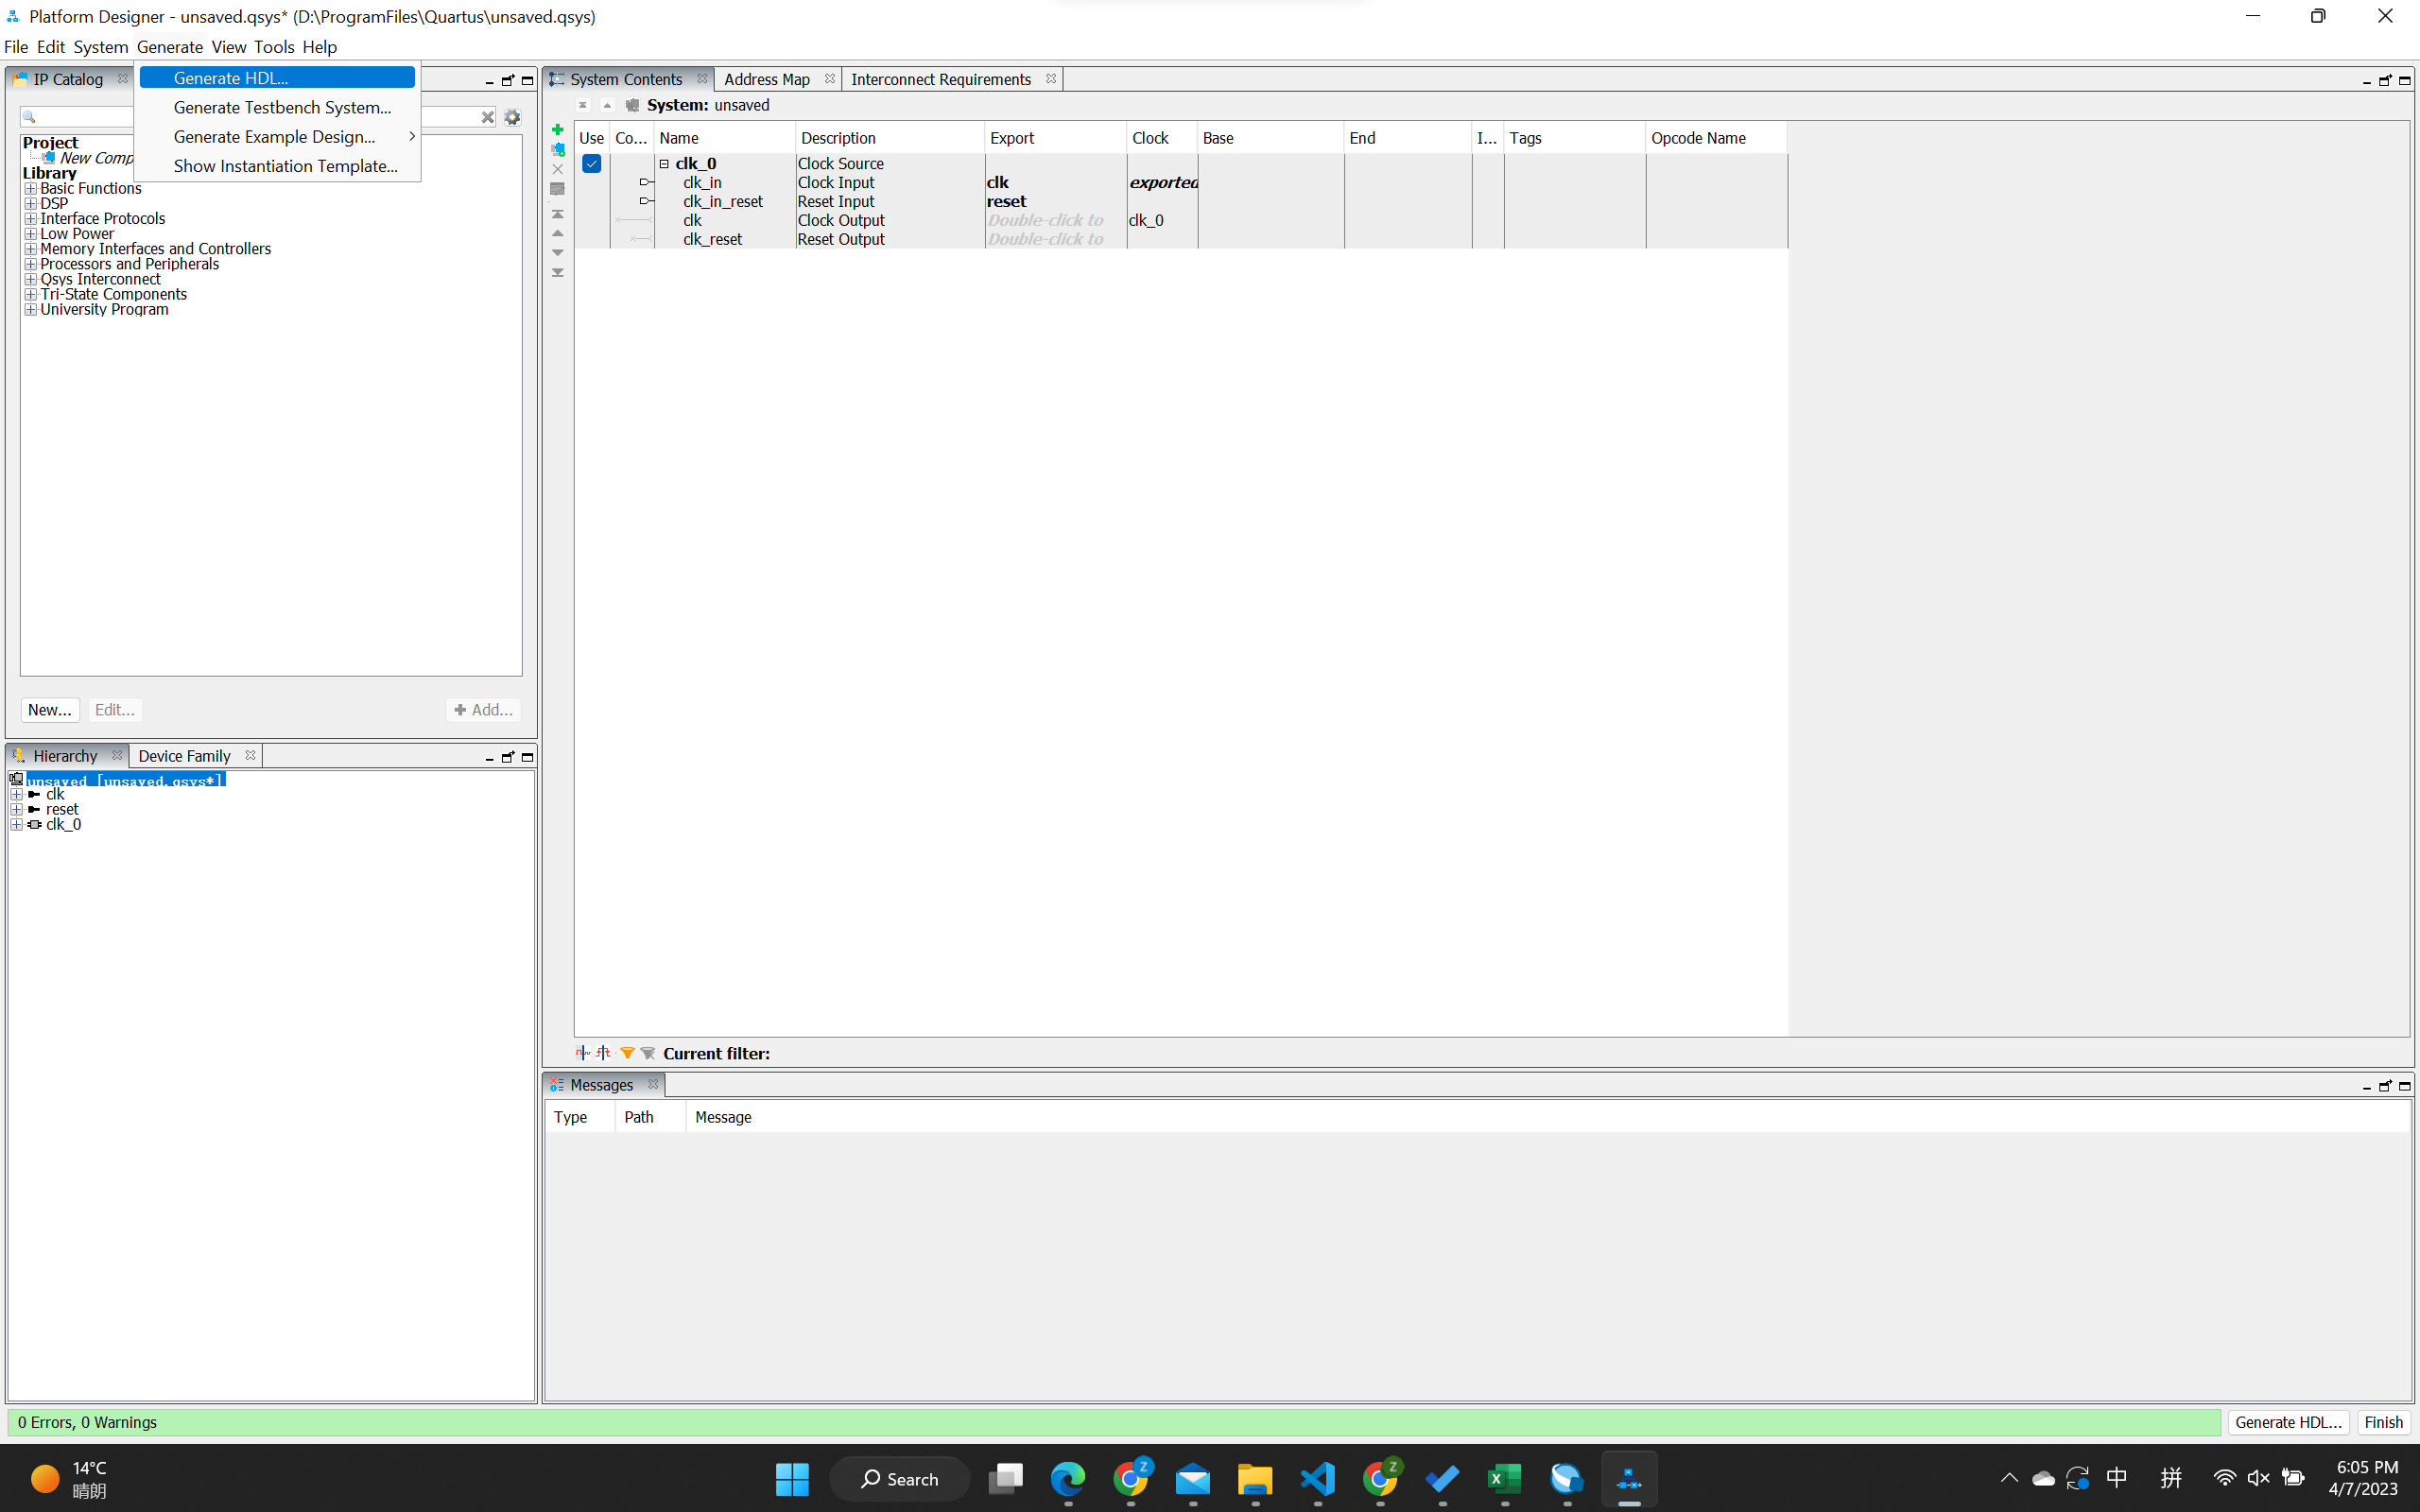 Platform Designer - unsaved.qsys* (D:\ProgramFiles\Quartus\unsaved.qsys)
File Edit System Generate View Tools Help
IP Catalog
Generate HDL...
Generate Testbench System...
Generate Example Design...
Show Instantiation Template...
Project
New Comp
Library
Basic Functions
DSP
Interface Protocols
Low Power
Memory Interfaces and Controllers
Processors and Peripherals
Qsys Interconnect
Tri-State Components
University Program
New... Edit... Add...
Hierarchy Device Family
unsaved [unsaved.qsys*]
clk
reset
clk_0
System Contents Address Map Interconnect Requirements
System: unsaved
Use Co... Name Description Export Clock Base End I... Tags Opcode Name
clk_0 Clock Source
clk_in Clock Input clk exported
clk_in_reset Reset Input reset
clk Clock Output Double-click to clk_0
clk_reset Reset Output Double-click to
Current filter:
Messages
Type Path Message
0 Errors, 0 Warnings
Generate HDL... Finish
14°C
晴朗
Search
Z
Z
中
拼
6:05 PM
4/7/2023